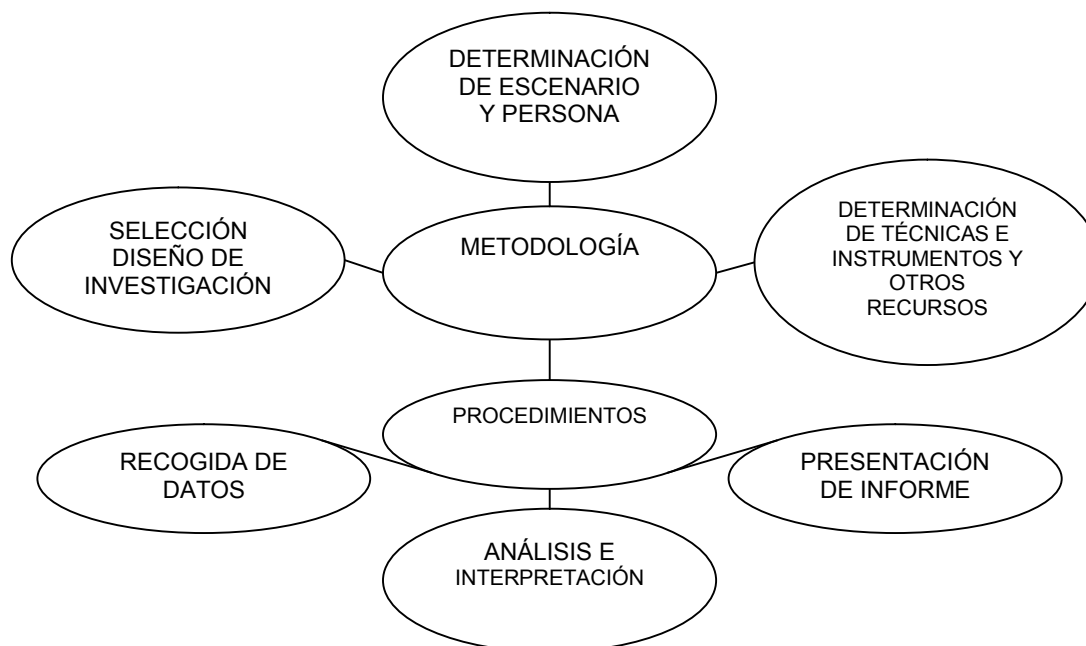 DETERMINACIÓN
DE ESCENARIO
Y PERSONA
SELECCIÓN
DISEÑO DE
INVESTIGACIÓN
METODOLOGÍA
DETERMINACIÓN
DE TÉCNICAS E
INSTRUMENTOS Y
OTROS
RECURSOS
PROCEDIMIENTOS
RECOGIDA DE
DATOS
PRESENTACIÓN
DE INFORME
ANÁLISIS E
INTERPRETACIÓN